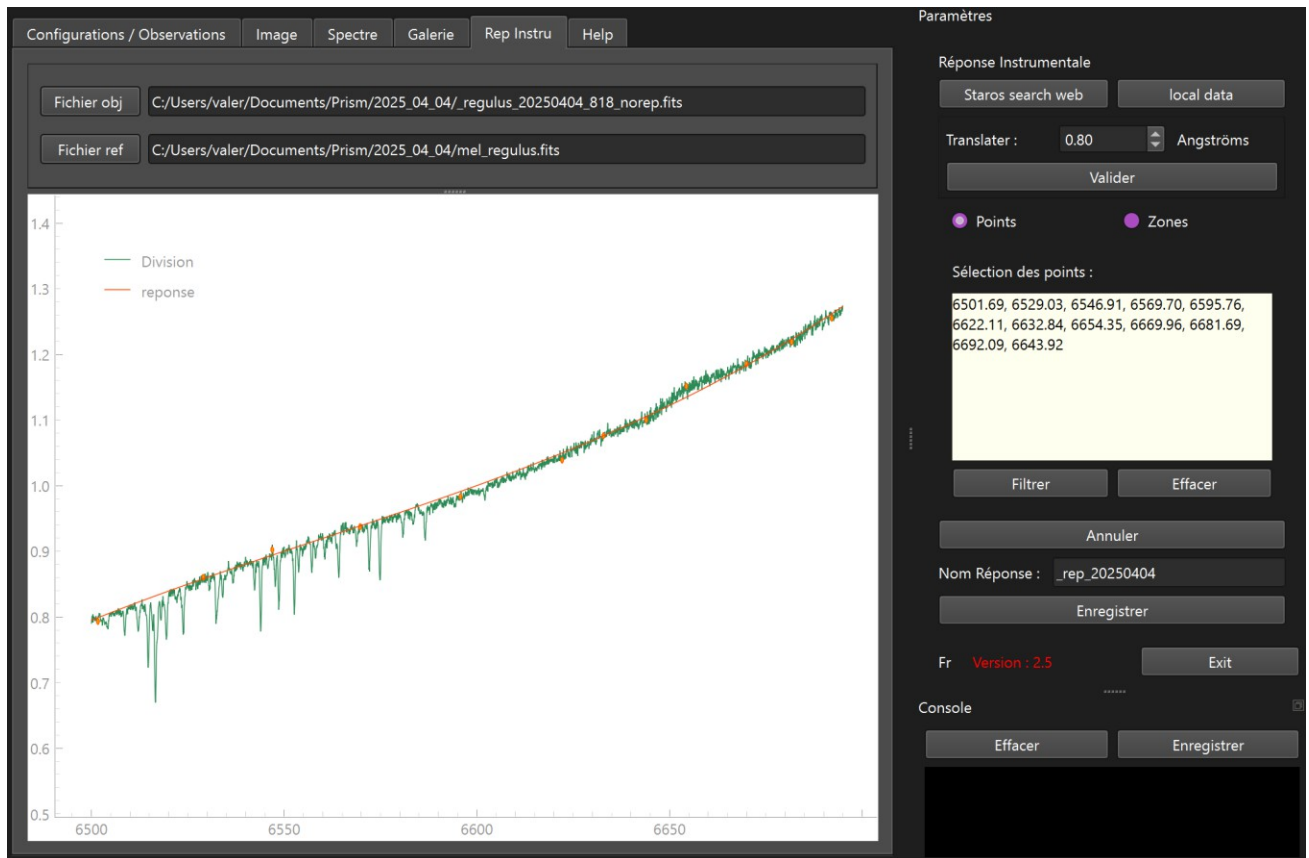 Configurations / Observations Image Spectre Galerie Rep Instru Help
Fichier obj C:/Users/valer/Documents/Prism/2025_04_04/_regulus_20250404_818_norep.fits
Fichier ref C:/Users/valer/Documents/Prism/2025_04_04/mel_regulus.fits
1.4
Division
1.3
reponse
1.2
1.1
1.0
0.9
0.8
0.7
0.6
0.5
6500 6550 6600 6650
Paramètres
Réponse Instrumentale
Staros search web local data
Translater : 0.80 Angströms
Valider
Points Zones
Sélection des points :
6501.69, 6529.03, 6546.91, 6569.70, 6595.76,
6622.11, 6632.84, 6654.35, 6669.96, 6681.69,
6692.09, 6643.92
Filtrer Effacer
Annuler
Nom Réponse : _rep_20250404
Enregistrer
Fr Version : 2.5 Exit
Console
Effacer Enregistrer